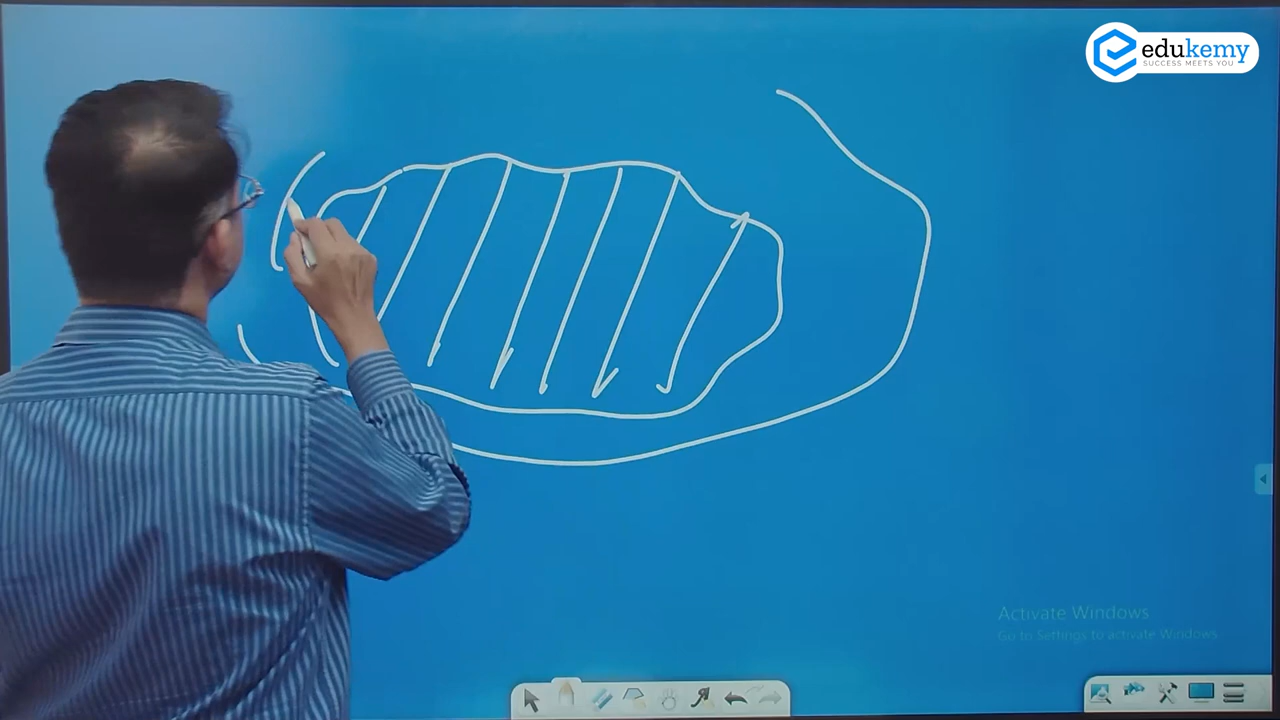 edukemy
SUCCESS MEETS YOU
Activate Windows
Go to Settings to activate Windows.